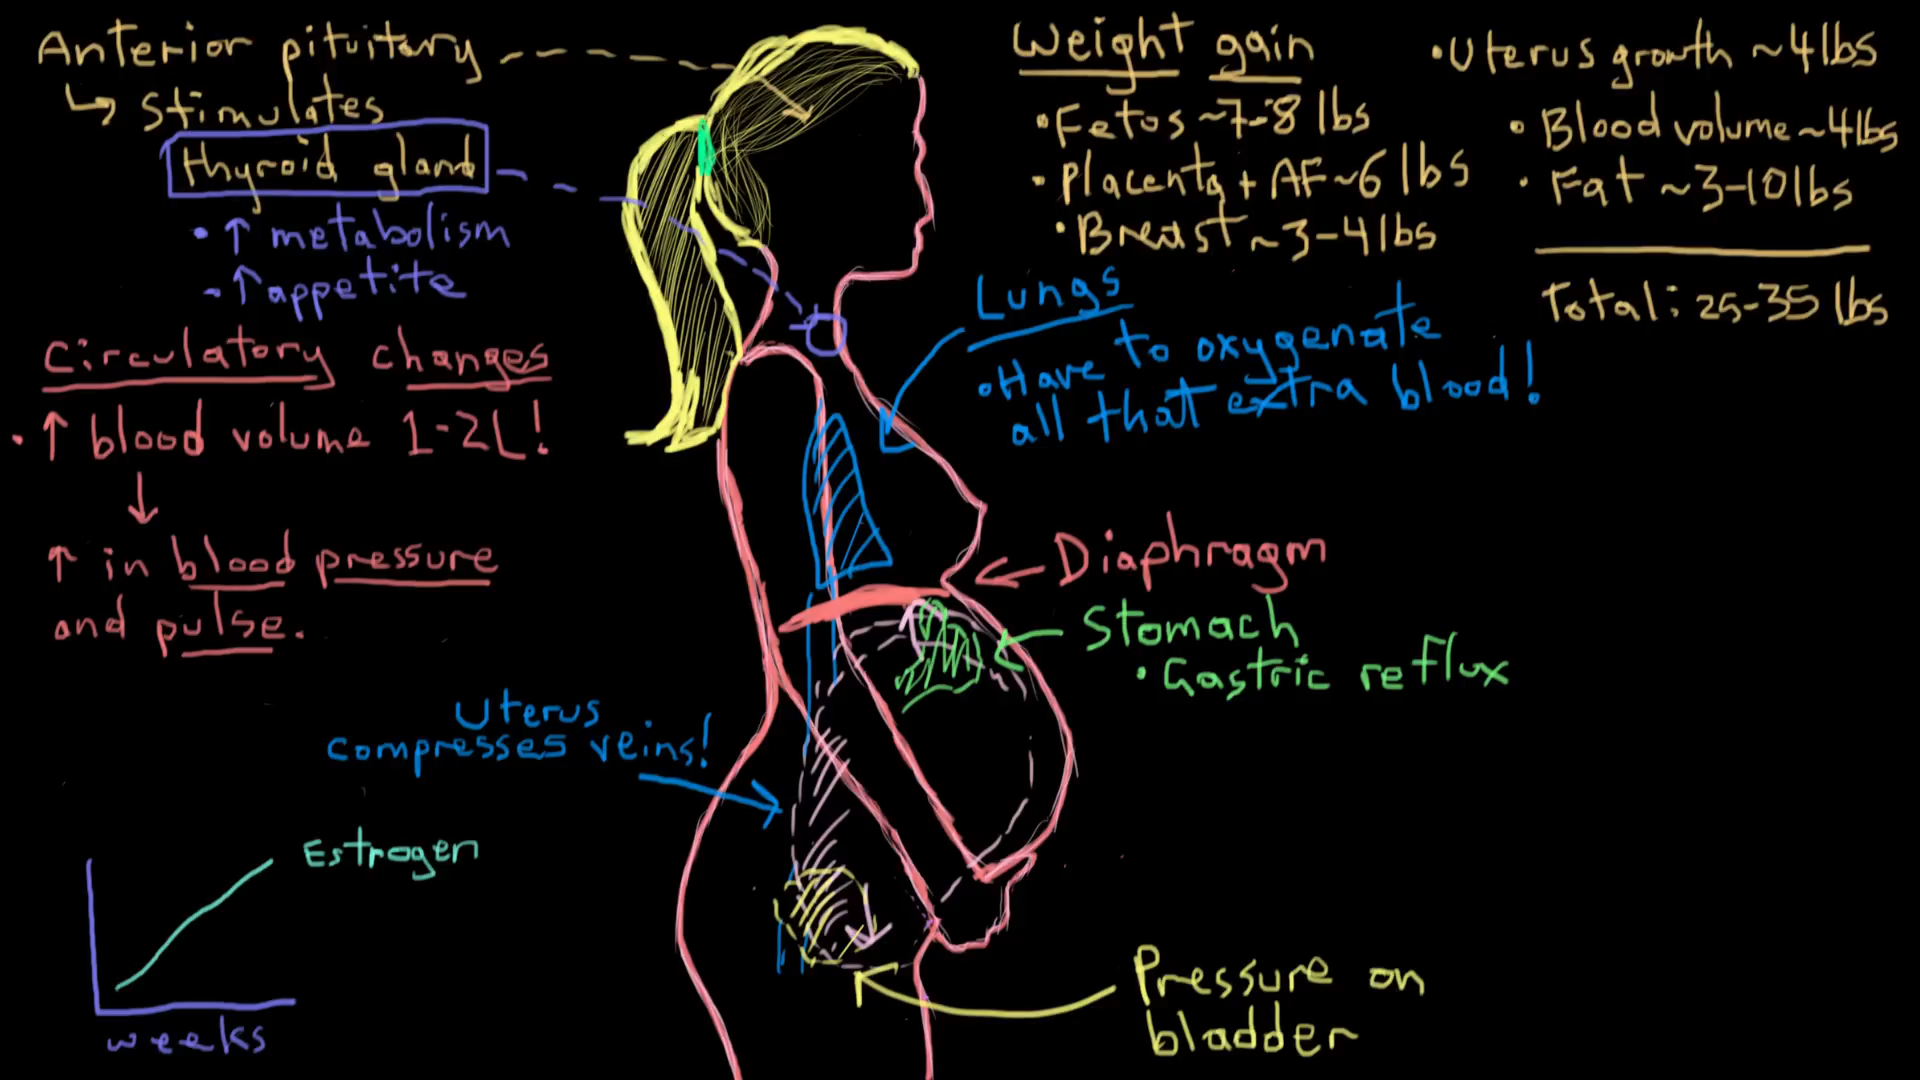 Anterior pituitary
↳ Stimulates
thyroid gland
• ↑ metabolism
• ↑ appetite
Circulatory changes
• ↑ blood volume 1-2L!
↓
↑ in blood pressure
and pulse.
Uterus
compresses veins!
Estrogen
weeks
Weight gain
• Fetus ~7-8 lbs
• Placenta + AF ~6 lbs
• Breast ~3-4 lbs
• Uterus growth ~4 lbs
• Blood volume ~4 lbs
• Fat ~3-10 lbs
Total: 25-35 lbs
Lungs
• Have to oxygenate
all that extra blood!
Diaphragm
Stomach
• Gastric reflux
Pressure on
bladder